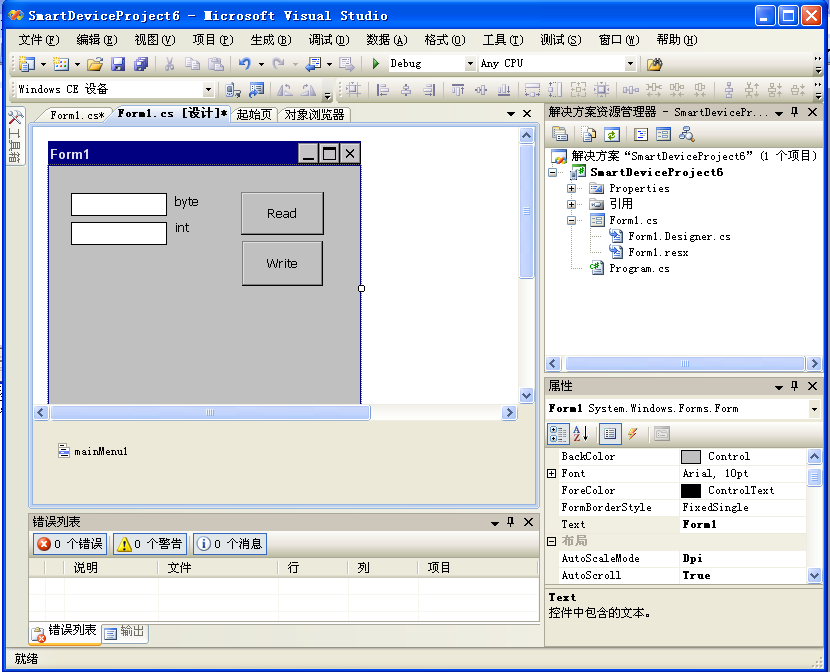 SmartDeviceProject6 - Microsoft Visual Studio
文件(F) 编辑(E) 视图(V) 项目(P) 生成(B) 调试(D) 数据(A) 格式(O) 工具(T) 测试(S) 窗口(W) 帮助(H)
Debug Any CPU
Windows CE 设备
工具箱
Form1.cs* Form1.cs [设计]* 起始页 对象浏览器
Form1
byte
int
Read
Write
mainMenu1
错误列表
0 个错误 0 个警告 0 个消息
说明 文件 行 列 项目
错误列表 输出
就绪
解决方案资源管理器 - SmartDevicePr...
解决方案“SmartDeviceProject6”(1 个项目)
SmartDeviceProject6
Properties
引用
Form1.cs
Form1.Designer.cs
Form1.resx
Program.cs
属性
Form1 System.Windows.Forms.Form
BackColor Control
Font Arial, 10pt
ForeColor ControlText
FormBorderStyle FixedSingle
Text Form1
布局
AutoScaleMode Dpi
AutoScroll True
Text
控件中包含的文本。